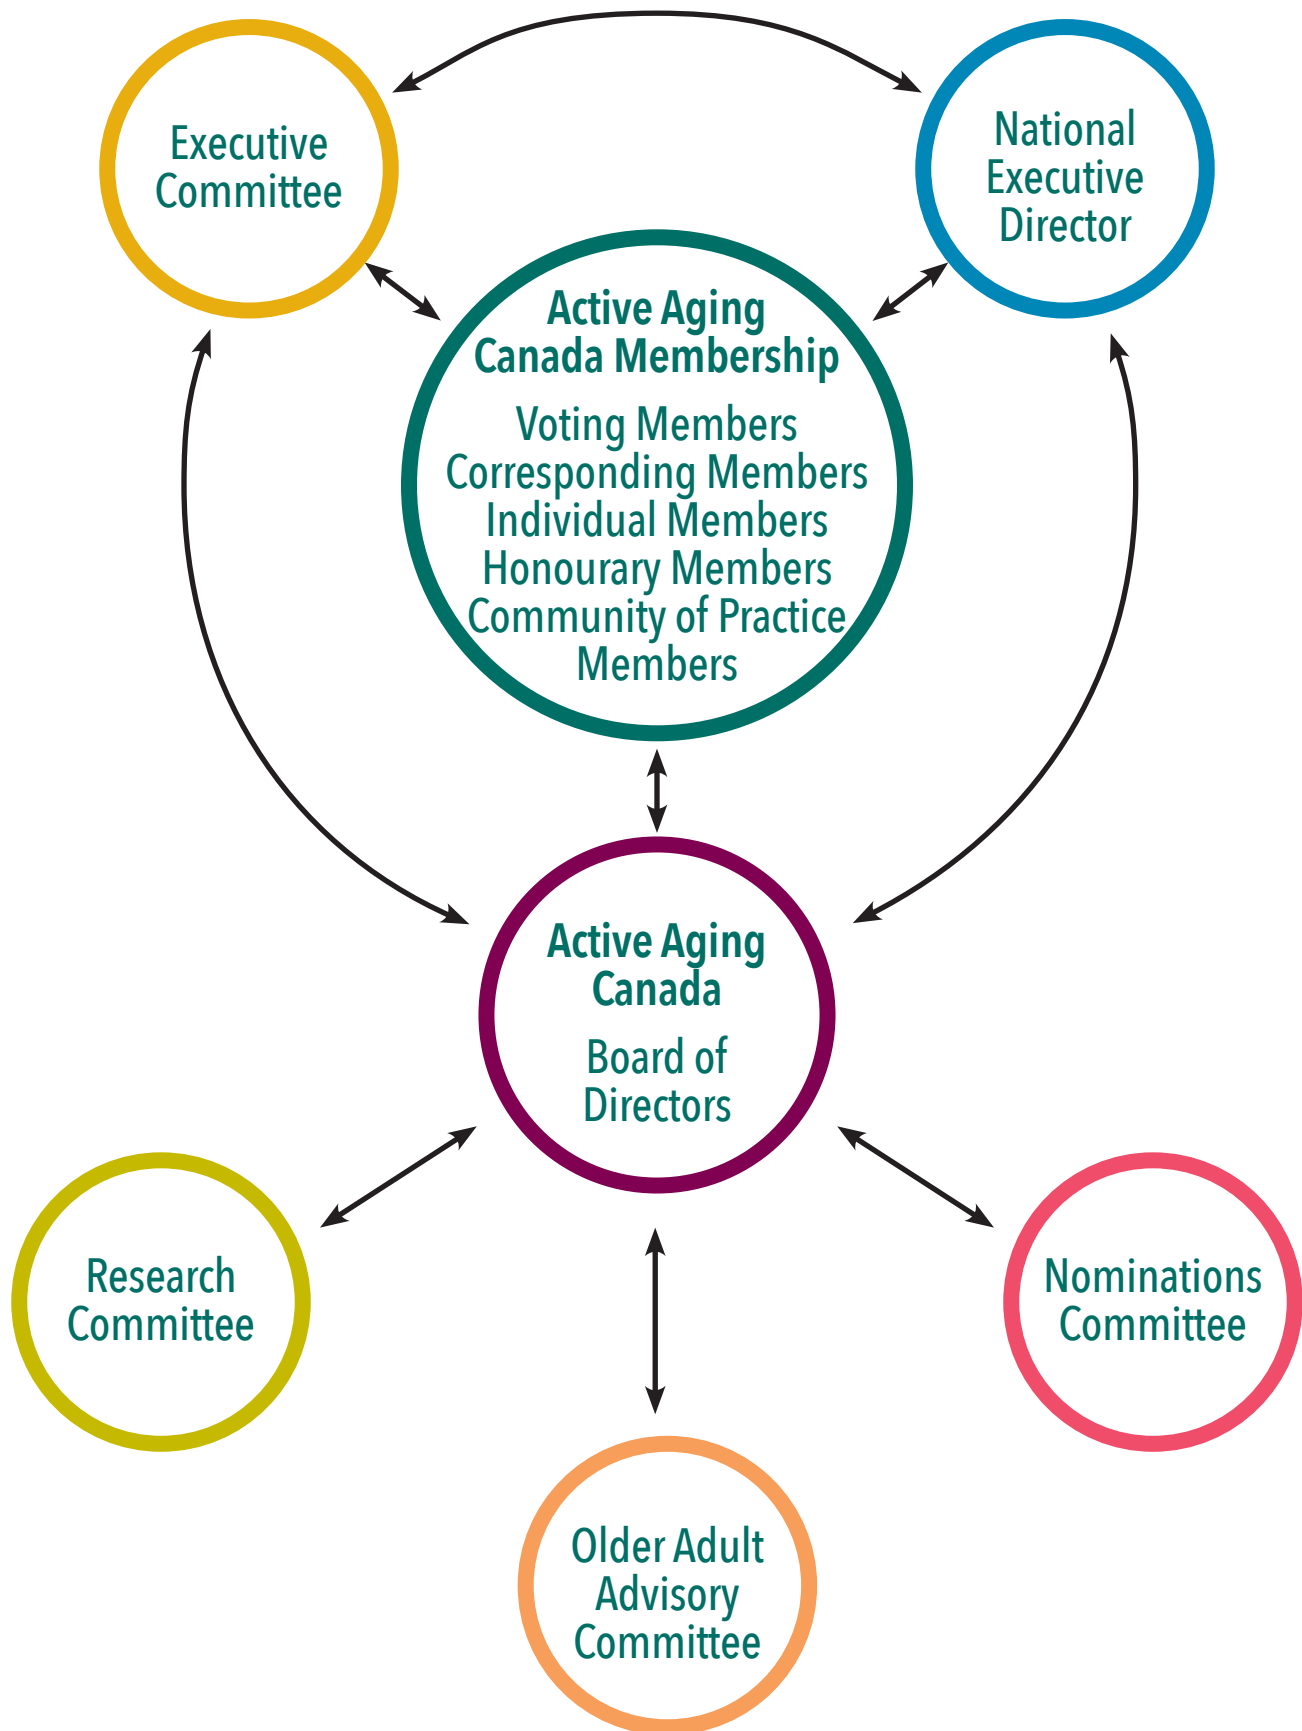 Executive
Committee
National
Executive
Director
Active Aging
Canada Membership
Voting Members
Corresponding Members
Individual Members
Honourary Members
Community of Practice
Members
Active Aging
Canada
Board of
Directors
Research
Committee
Nominations
Committee
Older Adult
Advisory
Committee